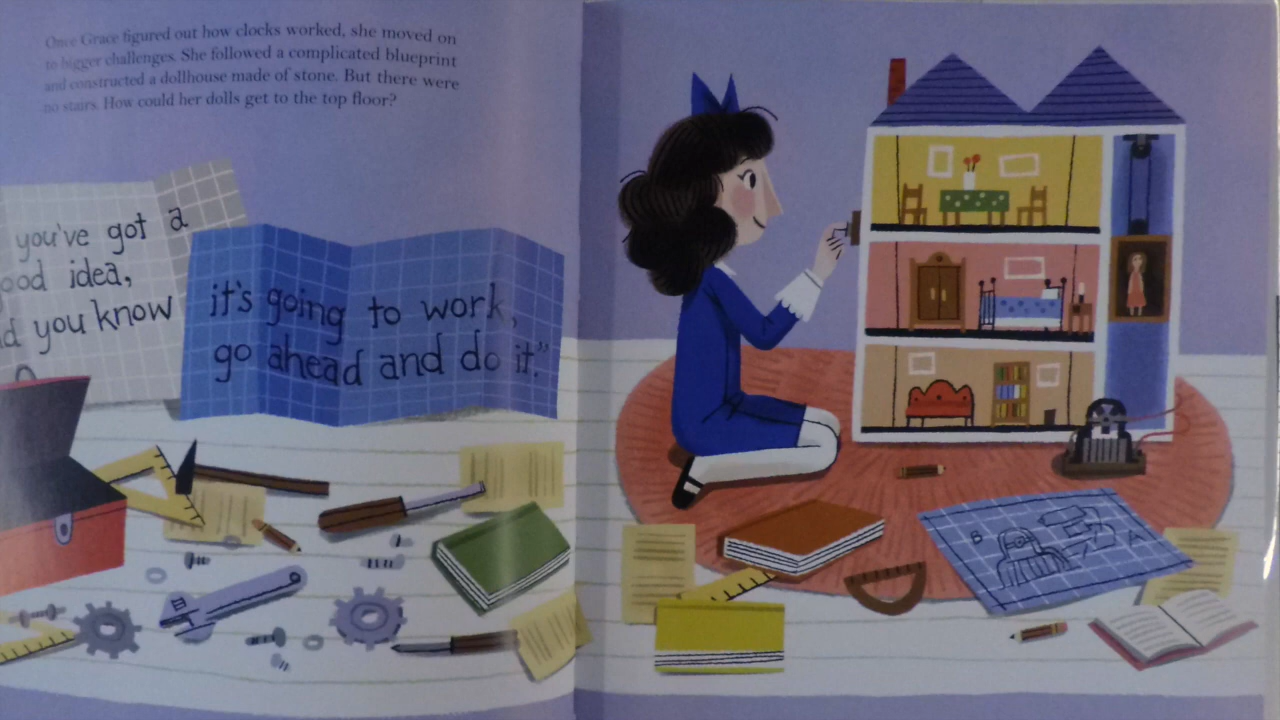 Once Grace figured out how clocks worked, she moved on
to bigger challenges. She followed a complicated blueprint
and constructed a dollhouse made of stone. But there were
no stairs. How could her dolls get to the top floor?
you've got a
ood idea,
d you know
it's going to work,
go ahead and do it."
B
A